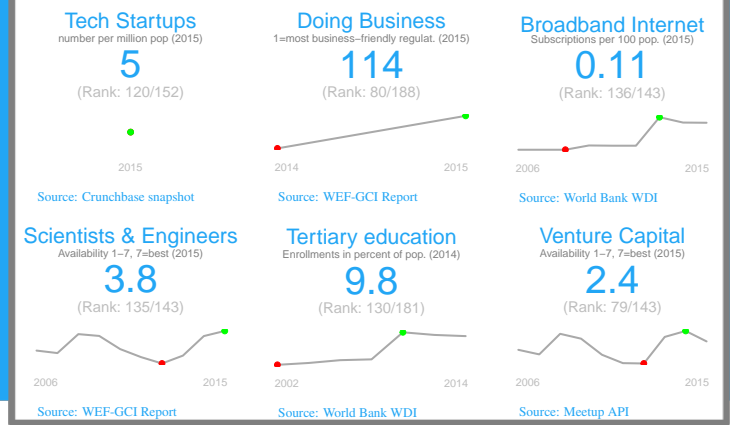 Tech Startups
number per million pop (2015)
5
(Rank: 120/152)
2015
Source: Crunchbase snapshot
Doing Business
1=most business−friendly regulat. (2015)
114
(Rank: 80/188)
2014 2015
Source: WEF-GCI Report
Broadband Internet
Subscriptions per 100 pop. (2015)
0.11
(Rank: 136/143)
2006 2015
Source: World Bank WDI
Scientists & Engineers
Availability 1−7, 7=best (2015)
3.8
(Rank: 135/143)
2006 2015
Source: WEF-GCI Report
Tertiary education
Enrollments in percent of pop. (2014)
9.8
(Rank: 130/181)
2002 2014
Source: World Bank WDI
Venture Capital
Availability 1−7, 7=best (2015)
2.4
(Rank: 79/143)
2006 2015
Source: Meetup API